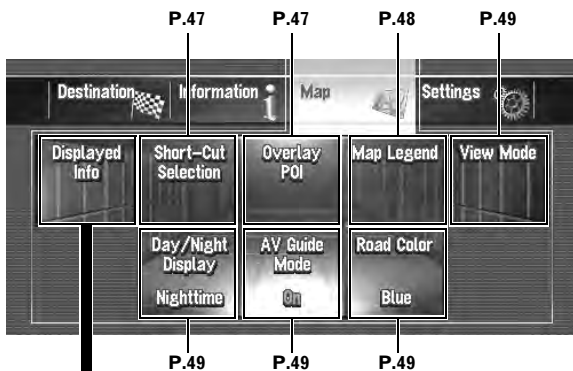 P.47 P.47 P.48 P.49
Destination Information Map Settings
Displayed Info
Short-Cut Selection
Overlay POI
Map Legend
View Mode
Day/Night Display
Nighttime
AV Guide Mode
On
Road Color
Blue
P.49 P.49 P.49